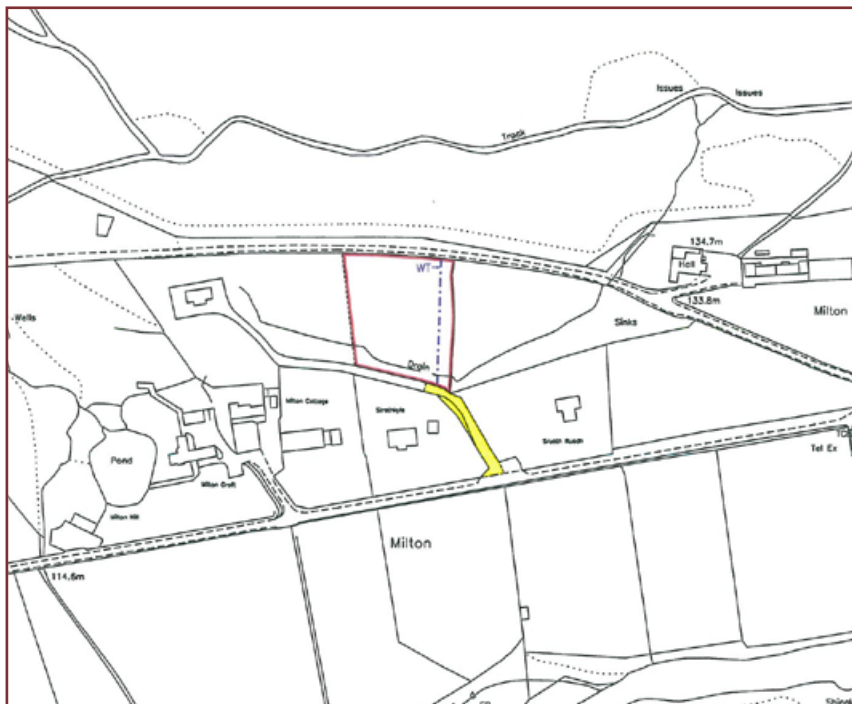 Issues
Issues
Track
134.7m
Hall
WT
133.8m
Milton
Wells
Sinks
Drain
Milton Cottage
Pond
Tel Ex
Milton Croft
Milton Mill
Milton
114.6m